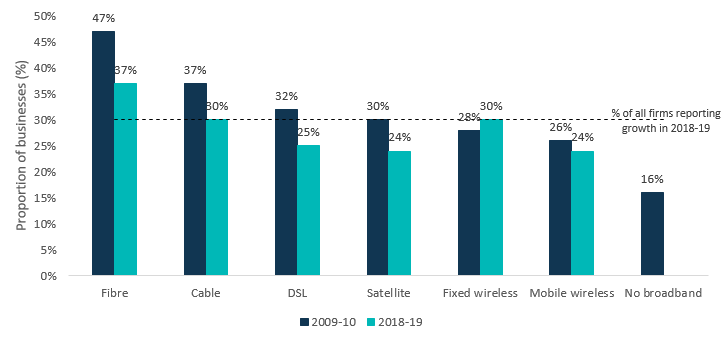 Proportion of businesses (%)
50%
45%
40%
35%
30%
25%
20%
15%
10%
5%
0%
47%
37%
37%
30%
32%
25%
30%
24%
28%
30%
26%
24%
16%
% of all firms reporting
growth in 2018-19
Fibre
Cable
DSL
Satellite
Fixed wireless
Mobile wireless
No broadband
2009-10
2018-19